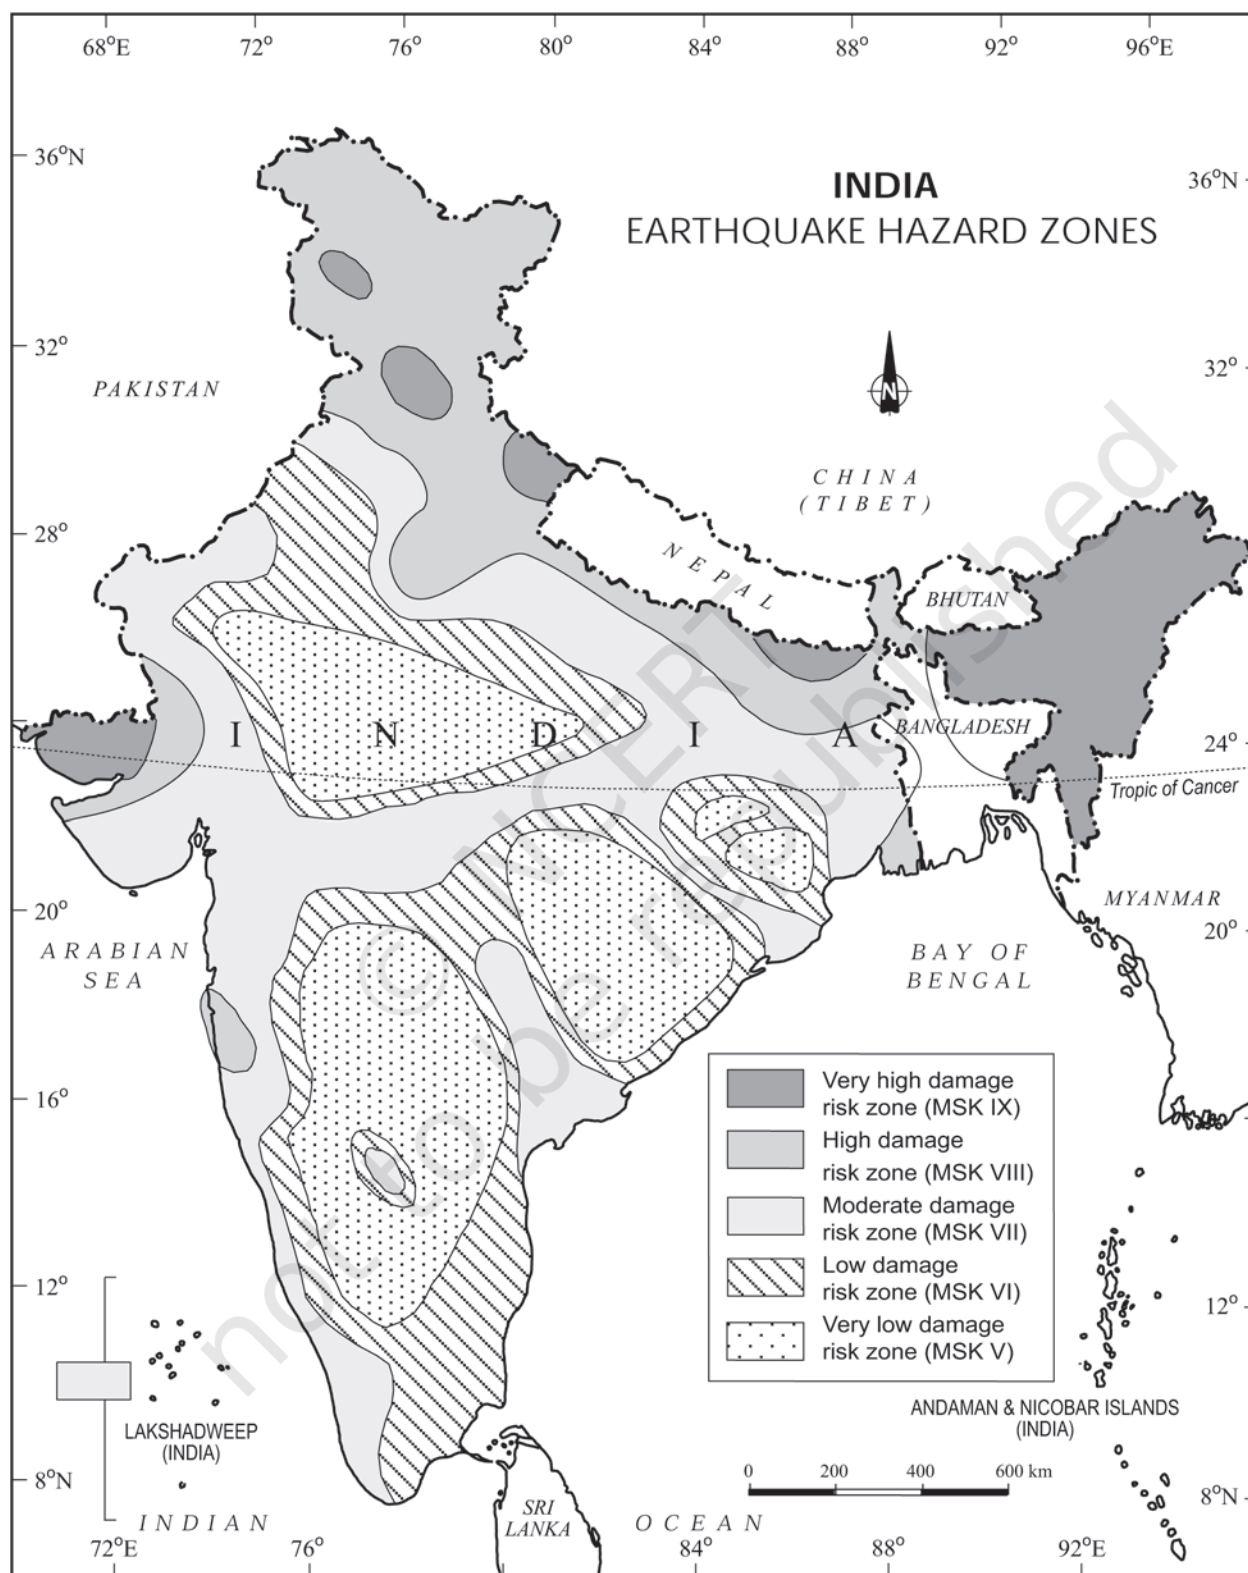 68°E 72° 76° 80° 84° 88° 92° 96°E
36°N
INDIA
36°N
EARTHQUAKE HAZARD ZONES
32°
32°
PAKISTAN
N
CHINA
(TIBET)
28°
NEPAL
BHUTAN
I N D I A
BANGLADESH
24°
Tropic of Cancer
20°
MYANMAR
20°
ARABIAN
SEA
BAY OF
BENGAL
16°
Very high damage
risk zone (MSK IX)
High damage
risk zone (MSK VIII)
Moderate damage
risk zone (MSK VII)
Low damage
risk zone (MSK VI)
Very low damage
risk zone (MSK V)
12°
12°
LAKSHADWEEP
(INDIA)
ANDAMAN & NICOBAR ISLANDS
(INDIA)
0 200 400 600 km
8°N
8°N
SRI
LANKA
INDIAN OCEAN
72°E 76° 84° 88° 92°E
© NCERT
not to be republished